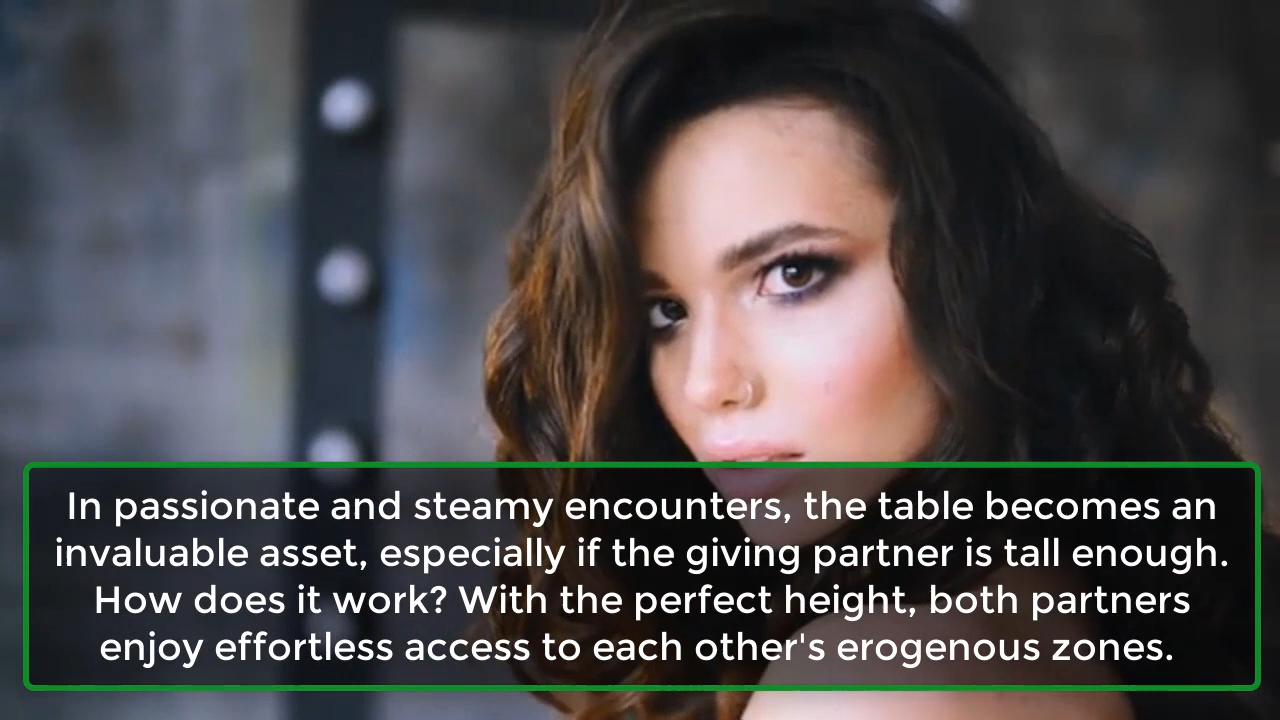 In passionate and steamy encounters, the table becomes an
invaluable asset, especially if the giving partner is tall enough.
How does it work? With the perfect height, both partners
enjoy effortless access to each other's erogenous zones.